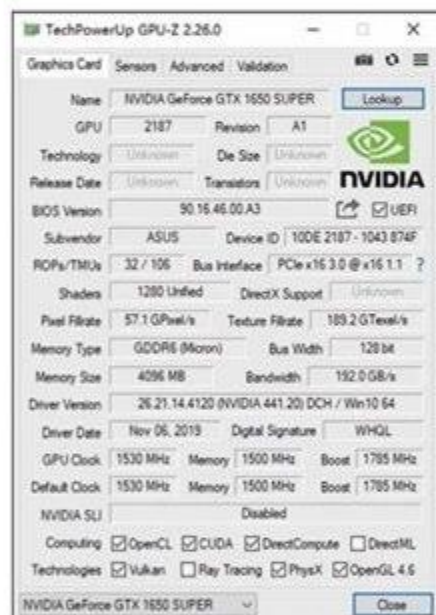 TechPowerUp GPU-Z 2.26.0
Graphics Card Sensors Advanced Validation
Name NVIDIA GeForce GTX 1650 SUPER Lookup
GPU 2187 Revision A1
Technology Unknown Die Size Unknown
Release Date Unknown Transistors Unknown
NVIDIA
BIOS Version 90.16.46.00.A3 UEFI
Subvendor ASUS Device ID 10DE 2187 - 1043 874F
ROPs/TMUs 32 / 106 Bus Interface PCIe x16 3.0 @ x16 1.1 ?
Shaders 1280 Unified DirectX Support Unknown
Pixel Fillrate 57.1 GPixel/s Texture Fillrate 189.2 GTexel/s
Memory Type GDDR6 (Micron) Bus Width 128 bit
Memory Size 4096 MB Bandwidth 192.0 GB/s
Driver Version 26.21.14.4120 (NVIDIA 441.20) DCH / Win10 64
Driver Date Nov 06, 2019 Digital Signature WHQL
GPU Clock 1530 MHz Memory 1500 MHz Boost 1785 MHz
Default Clock 1530 MHz Memory 1500 MHz Boost 1785 MHz
NVIDIA SLI Disabled
Computing OpenCL CUDA DirectCompute DirectML
Technologies Vulkan Ray Tracing PhysX OpenGL 4.6
NVIDIA GeForce GTX 1650 SUPER Close